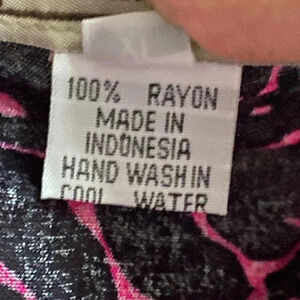 100% RAYON
MADE IN
INDONESIA
HAND WASH IN
COOL WATER